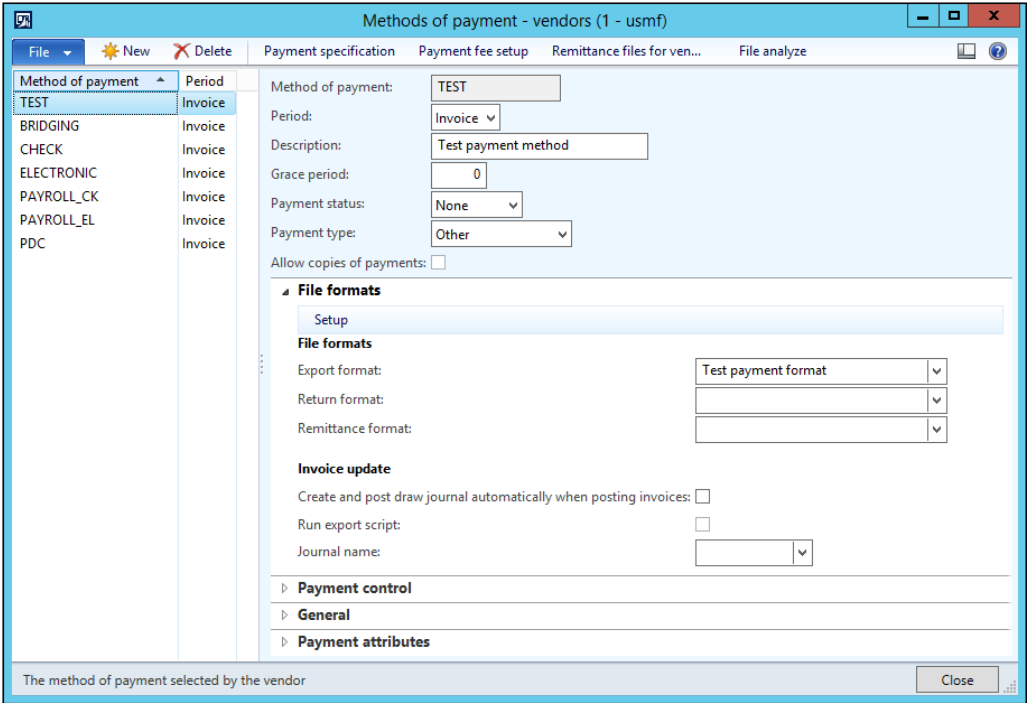 Methods of payment - vendors (1 - usmf)
File New Delete Payment specification Payment fee setup Remittance files for ven... File analyze
Method of payment Period
TEST Invoice
BRIDGING Invoice
CHECK Invoice
ELECTRONIC Invoice
PAYROLL_CK Invoice
PAYROLL_EL Invoice
PDC Invoice
Method of payment: TEST
Period: Invoice
Description: Test payment method
Grace period: 0
Payment status: None
Payment type: Other
Allow copies of payments:
File formats
Setup
File formats
Export format: Test payment format
Return format:
Remittance format:
Invoice update
Create and post draw journal automatically when posting invoices:
Run export script:
Journal name:
Payment control
General
Payment attributes
The method of payment selected by the vendor Close